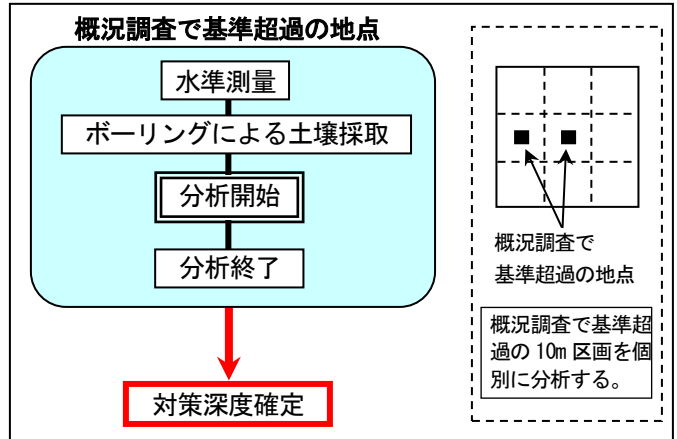 概況調査で基準超過の地点
水準測量
ボーリングによる土壌採取
分析開始
分析終了
対策深度確定
概況調査で
基準超過の地点
概況調査で基準超
過の 10m 区画を個
別に分析する。